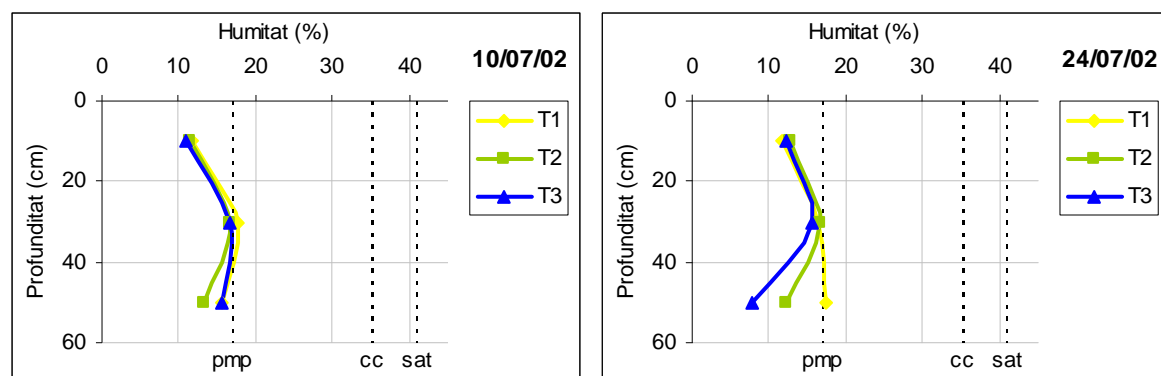 Humitat (%)
0 10 20 30 40
10/07/02
Profunditat (cm)
0
20
40
60
T1
T2
T3
pmp cc sat
Humitat (%)
0 10 20 30 40
24/07/02
Profunditat (cm)
0
20
40
60
T1
T2
T3
pmp cc sat